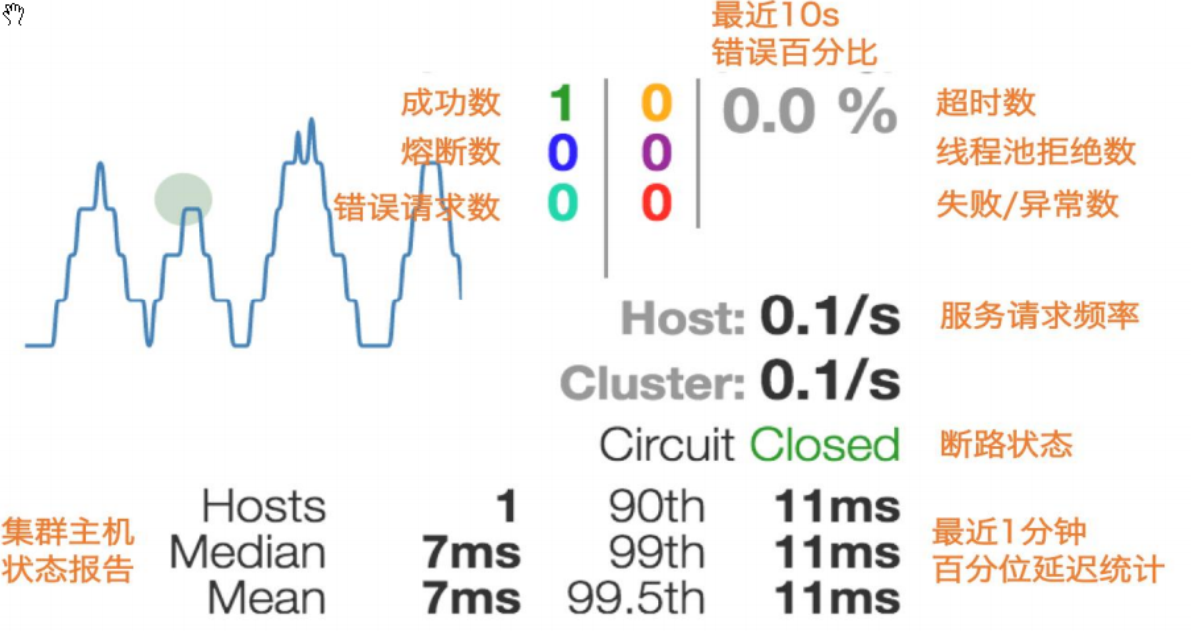 最近10s
错误百分比
成功数 1 0 0.0 % 超时数
熔断数 0 0 线程池拒绝数
错误请求数 0 0 失败/异常数
Host: 0.1/s 服务请求频率
Cluster: 0.1/s
Circuit Closed 断路状态
集群主机
状态报告
Hosts 1 90th 11ms
Median 7ms 99th 11ms
Mean 7ms 99.5th 11ms
最近1分钟
百分位延迟统计